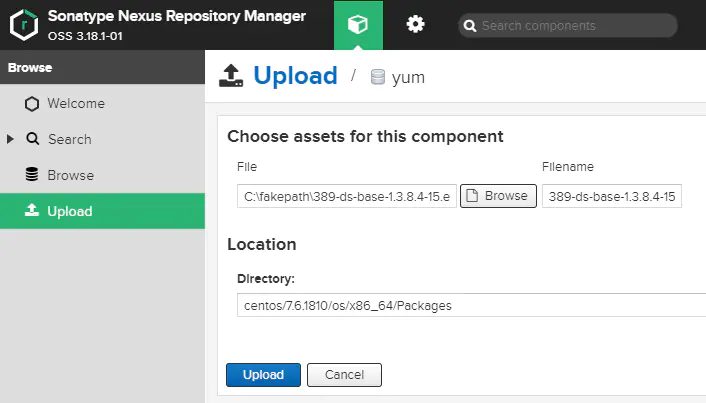 Sonatype Nexus Repository Manager
OSS 3.18.1-01
Search components
Browse
Welcome
Search
Browse
Upload
Upload / yum
Choose assets for this component
File Filename
C:\fakepath\389-ds-base-1.3.8.4-15.e Browse 389-ds-base-1.3.8.4-15
Location
Directory:
centos/7.6.1810/os/x86_64/Packages
Upload Cancel